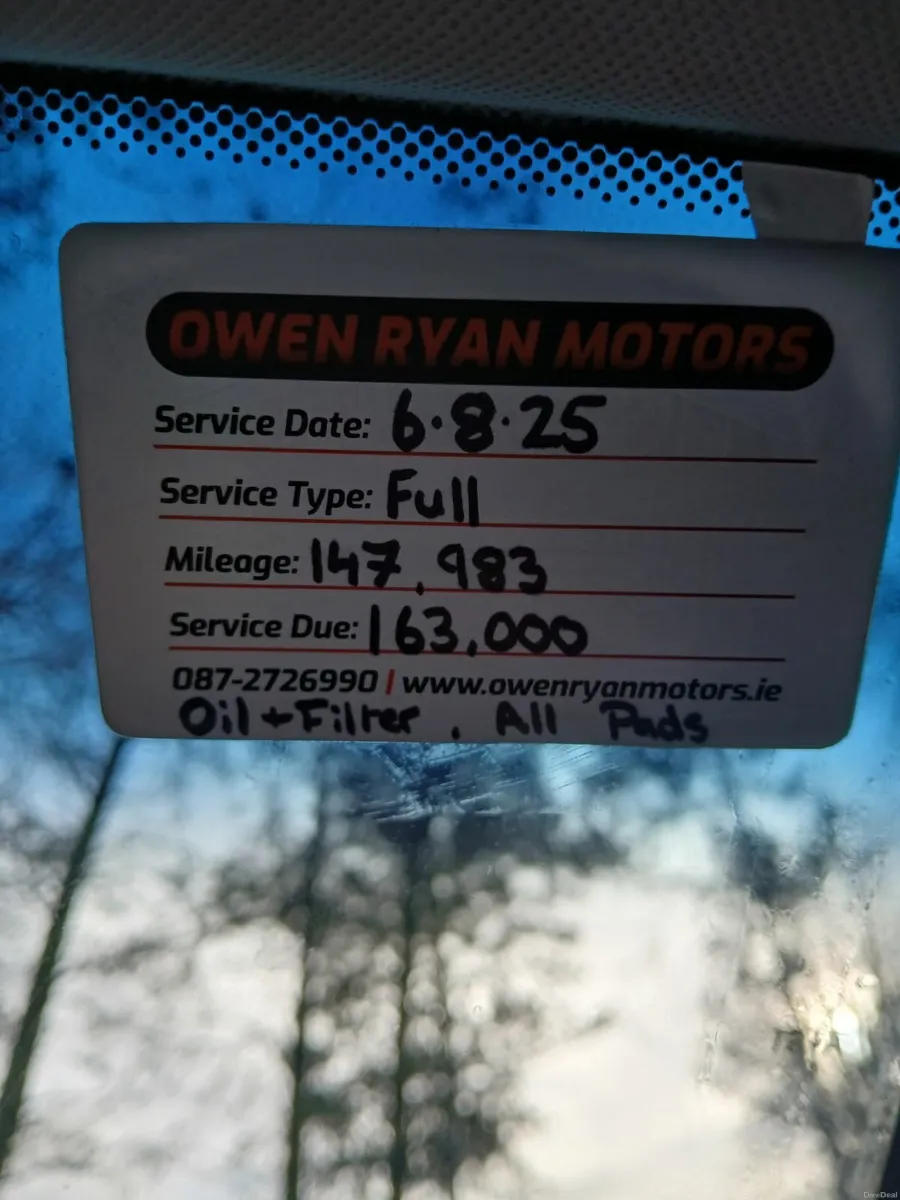 OWEN RYAN MOTORS
Service Date: 6.8.25
Service Type: Full
Mileage: 147,983
Service Due: 163,000
087-2726990 | www.owenryanmotors.ie
Oil + Filter, All Pads
DoneDeal